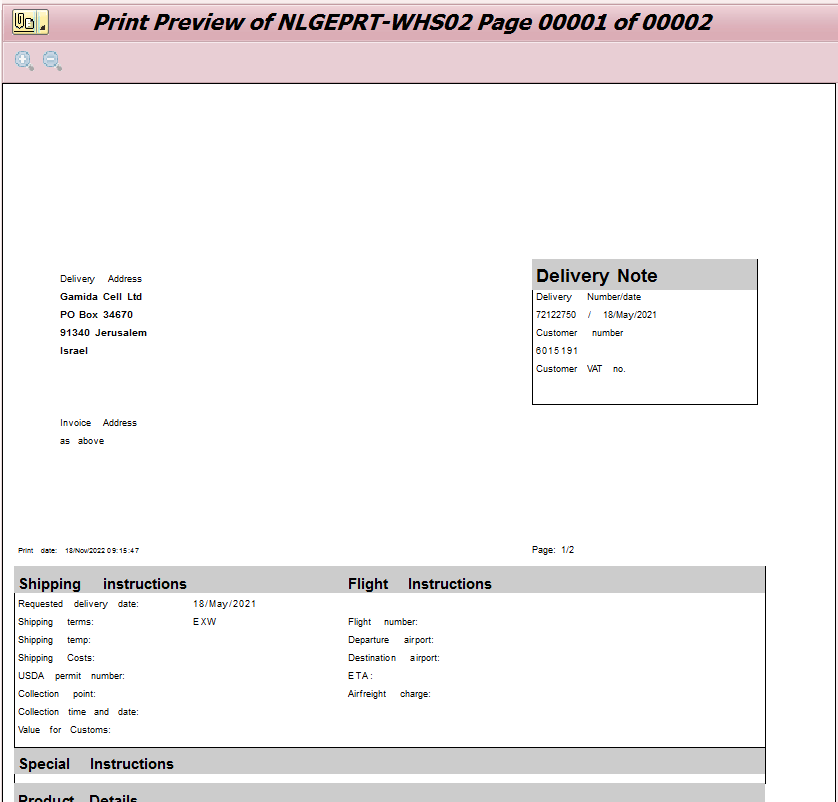 Print Preview of NLGEPRT-WHS02 Page 00001 of 00002
Delivery Address
Gamida Cell Ltd
PO Box 34670
91340 Jerusalem
Israel
Delivery Note
Delivery Number/date
72122750 / 18/May/2021
Customer number
6015191
Customer VAT no.
Invoice Address
as above
Print date: 18/Nov/2022 09:15:47
Page: 1/2
Shipping instructions
Flight Instructions
Requested delivery date: 18/May/2021
Shipping terms: EXW
Flight number:
Shipping temp:
Departure airport:
Shipping Costs:
Destination airport:
USDA permit number:
ETA:
Collection point:
Airfreight charge:
Collection time and date:
Value for Customs:
Special Instructions
Product Details